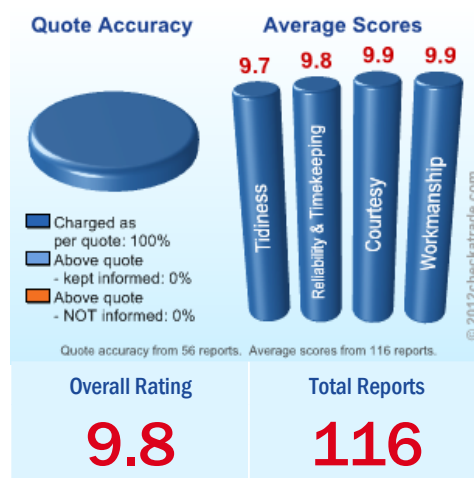 Quote Accuracy
Average Scores
9.7
9.8
9.9
9.9
Tidiness
Reliability & Timekeeping
Courtesy
Workmanship
Charged as
per quote: 100%
Above quote
- kept informed: 0%
Above quote
- NOT informed: 0%
© 2012checkatrade.com
Quote accuracy from 56 reports. Average scores from 116 reports.
Overall Rating
Total Reports
9.8
116